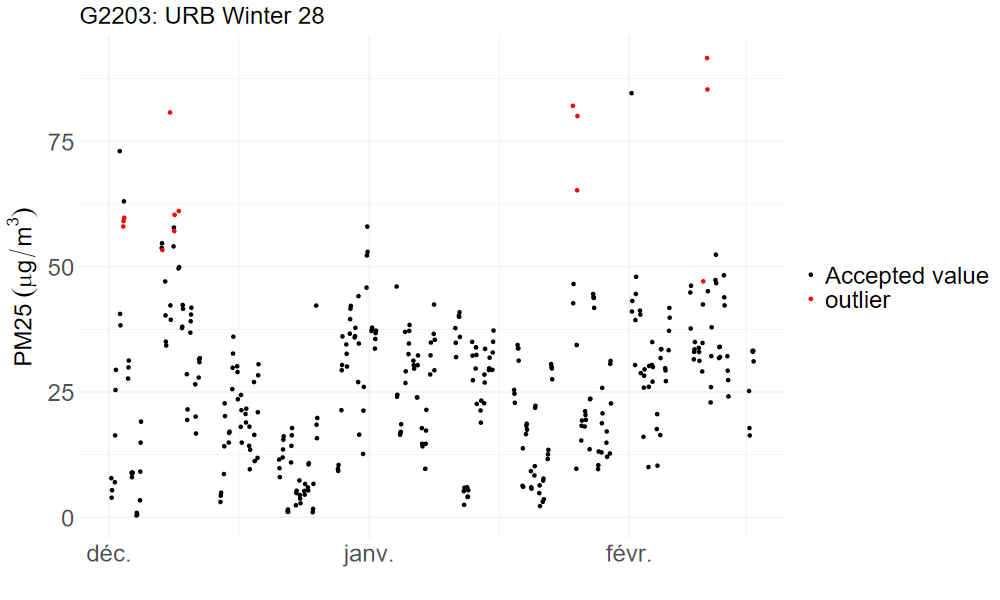 G2203: URB Winter 28
PM25 (μg/m³)
75
50
25
0
déc.
janv.
févr.
Accepted value
outlier